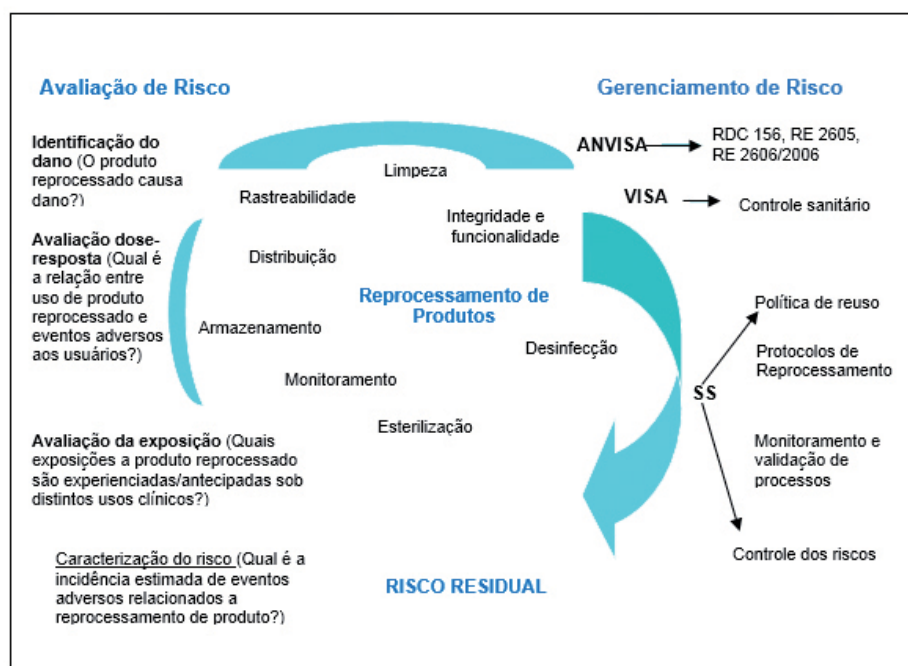 Avaliação de Risco
Identificação do
dano (O produto
reprocessado causa
dano?)
Avaliação dose-
resposta (Qual é
a relação entre
uso de produto
reprocessado e
eventos adversos
aos usuários?)
Avaliação da exposição (Quais
exposições a produto reprocessado
são experienciadas/antecipadas sob
distintos usos clínicos?)
Caracterização do risco (Qual é a
incidência estimada de eventos
adversos relacionados a
reprocessamento de produto?)
Limpeza
Rastreabilidade
Integridade e
funcionalidade
Distribuição
Reprocessamento de
Produtos
Armazenamento
Desinfecção
Monitoramento
Esterilização
RISCO RESIDUAL
Gerenciamento de Risco
ANVISA
RDC 156, RE 2605,
RE 2606/2006
VISA
Controle sanitário
SS
Política de reuso
Protocolos de
Reprocessamento
Monitoramento e
validação de
processos
Controle dos riscos